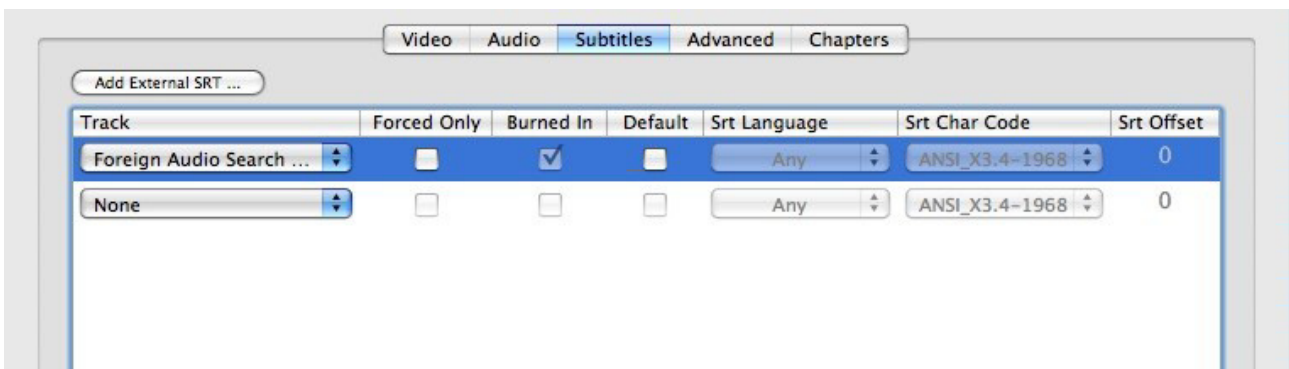 Video Audio Subtitles Advanced Chapters
Add External SRT ...
Track Forced Only Burned In Default Srt Language Srt Char Code Srt Offset
Foreign Audio Search ... Any ANSI_X3.4-1968 0
None Any ANSI_X3.4-1968 0